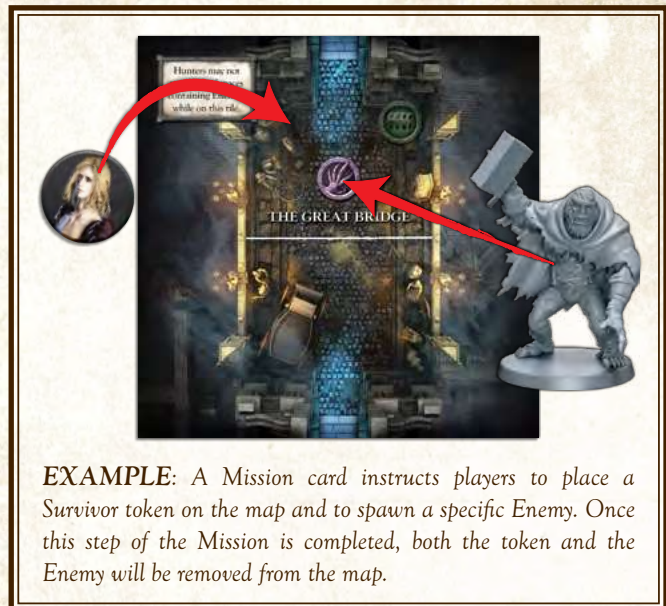 Hunters may not
containing
while on this tile.
THE GREAT BRIDGE
EXAMPLE: A Mission card instructs players to place a
Survivor token on the map and to spawn a specific Enemy. Once
this step of the Mission is completed, both the token and the
Enemy will be removed from the map.